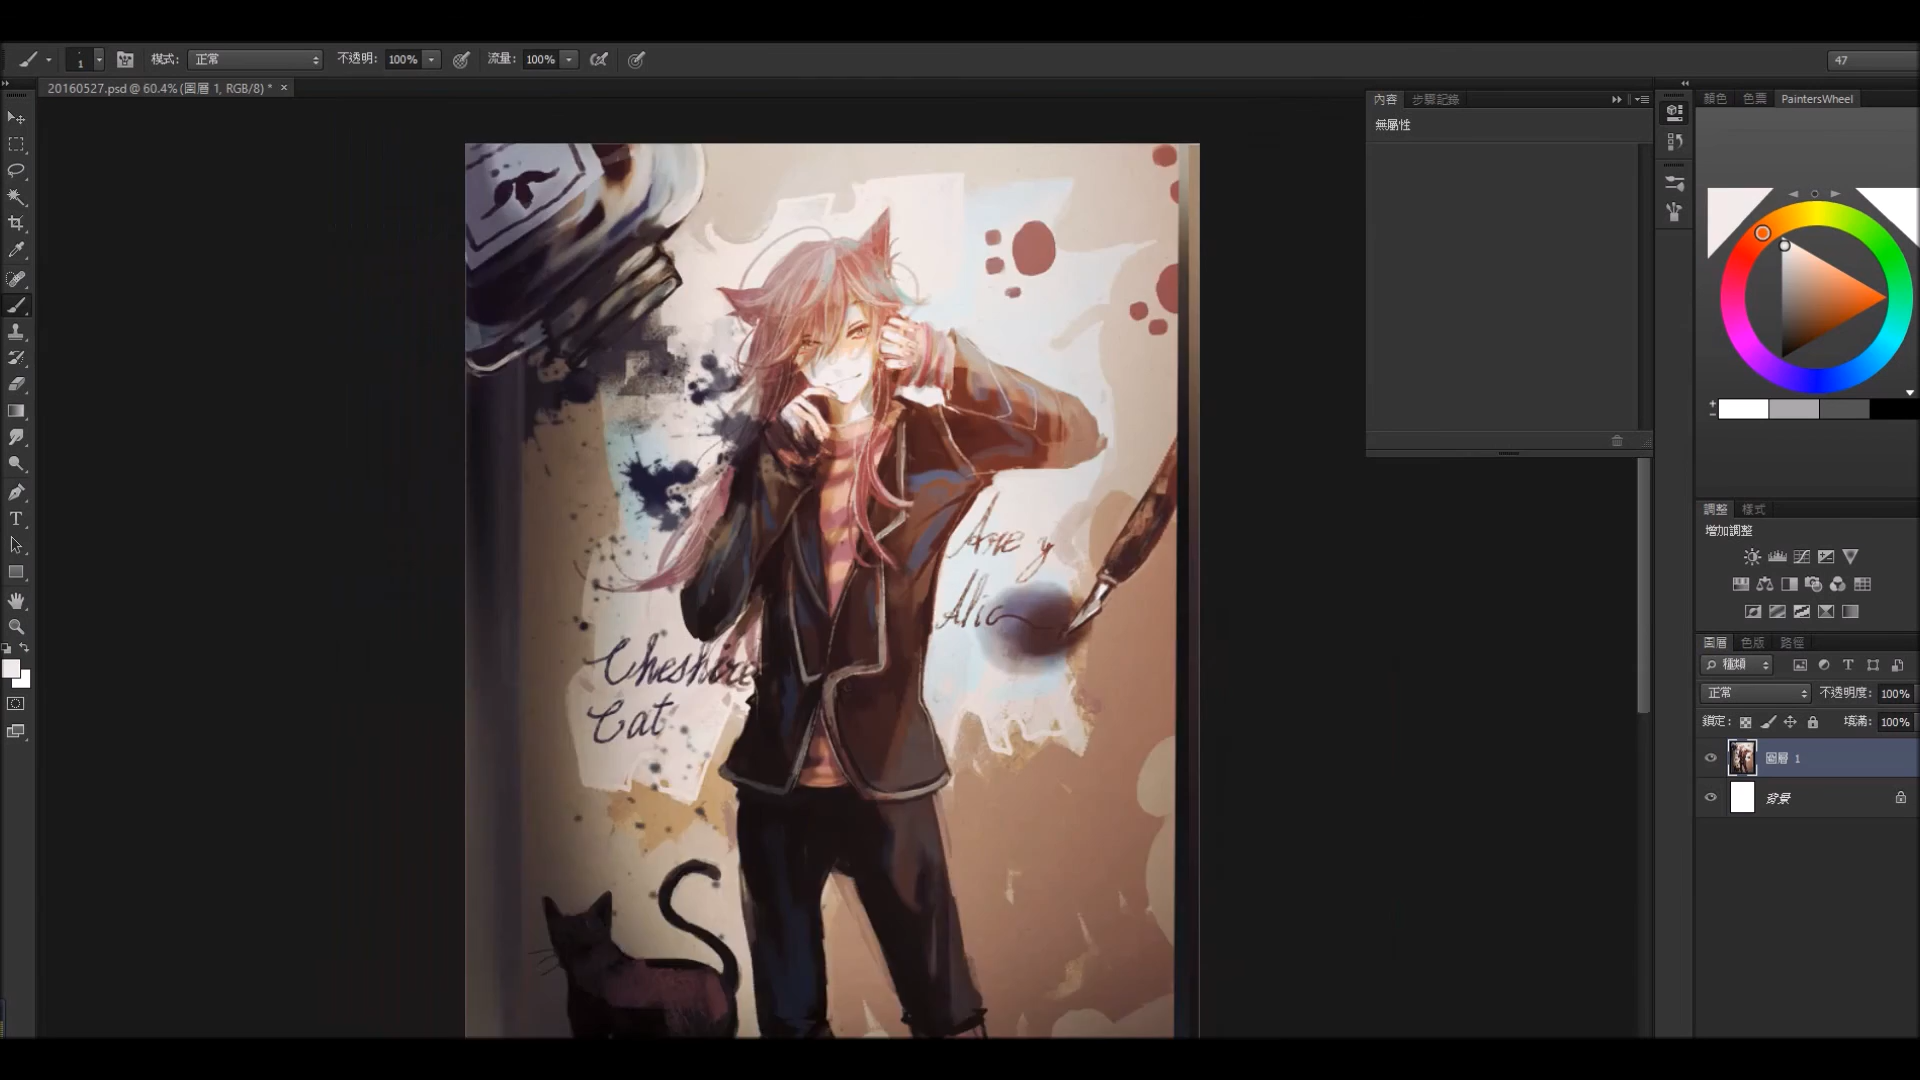 1 模式: 正常 不透明: 100% 流量: 100% 47
20160527.psd @ 60.4% (圖層 1, RGB/8) * ×
內容 步驟記錄
無屬性
顏色 色票 PaintersWheel
調整 樣式
增加調整
圖層 色版 路徑
種類
正常 不透明度: 100%
鎖定: 填滿: 100%
圖層 1
背景
Cheshire
Cat
Are y
Alic